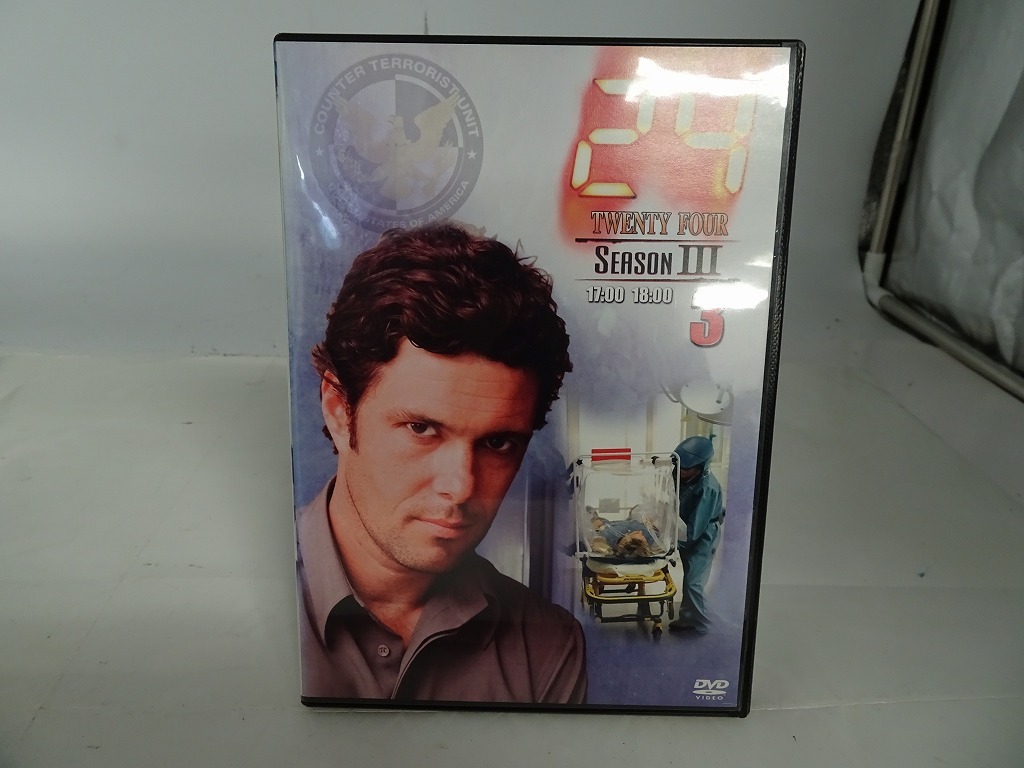 COUNTER TERRORIST UNIT
STATES OF AMERICA
24
TWENTY FOUR
SEASON III
17:00 18:00
3
DVD
VIDEO